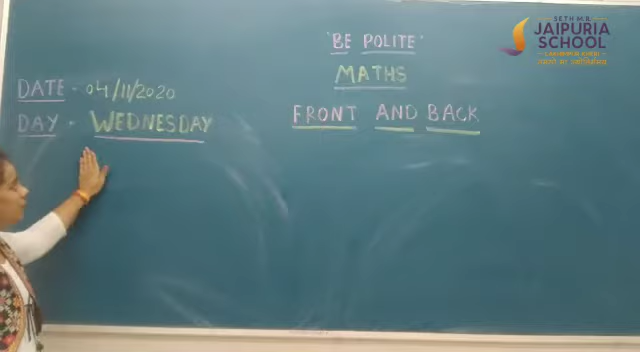 'BE POLITE'
MATHS
FRONT AND BACK
DATE - 04/11/2020
DAY - WEDNESDAY
SETH M.R.
JAIPURIA
SCHOOL